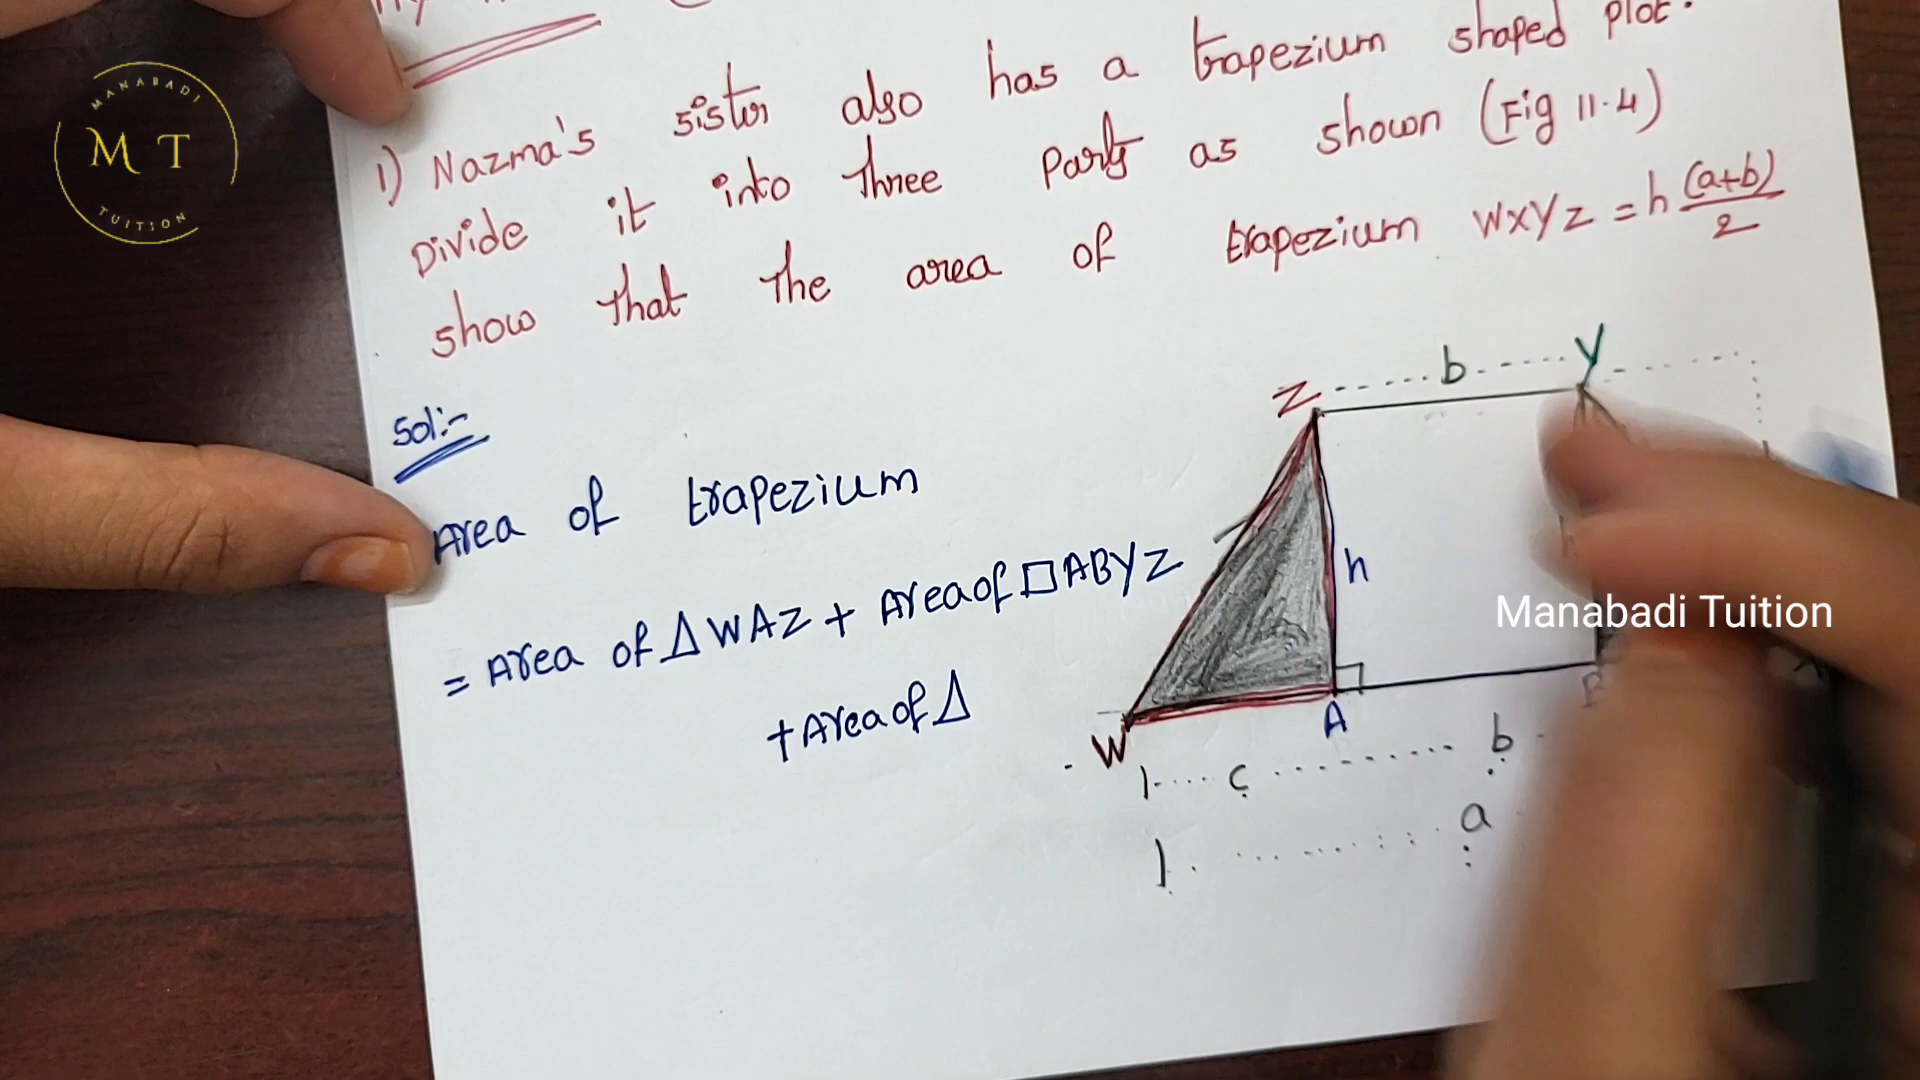 MANABADI
M T
TUITION
1) Nazma's sister also has a trapezium shaped plot.
Divide it into three parts as shown (Fig 11.4)
show that the area of trapezium WXYZ = h (a+b)/2
Sol:-
Area of trapezium
= Area of △ WAZ + Area of □ ABYZ
+ Area of △
Z b Y
h
Manabadi Tuition
W A
c b
a